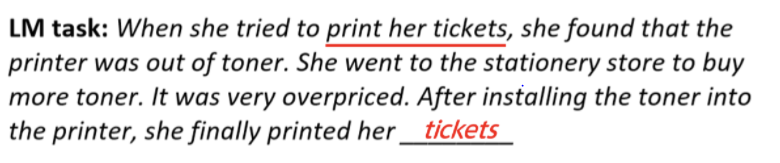 LM task: When she tried to print her tickets, she found that the
printer was out of toner. She went to the stationery store to buy
more toner. It was very overpriced. After installing the toner into
the printer, she finally printed her tickets